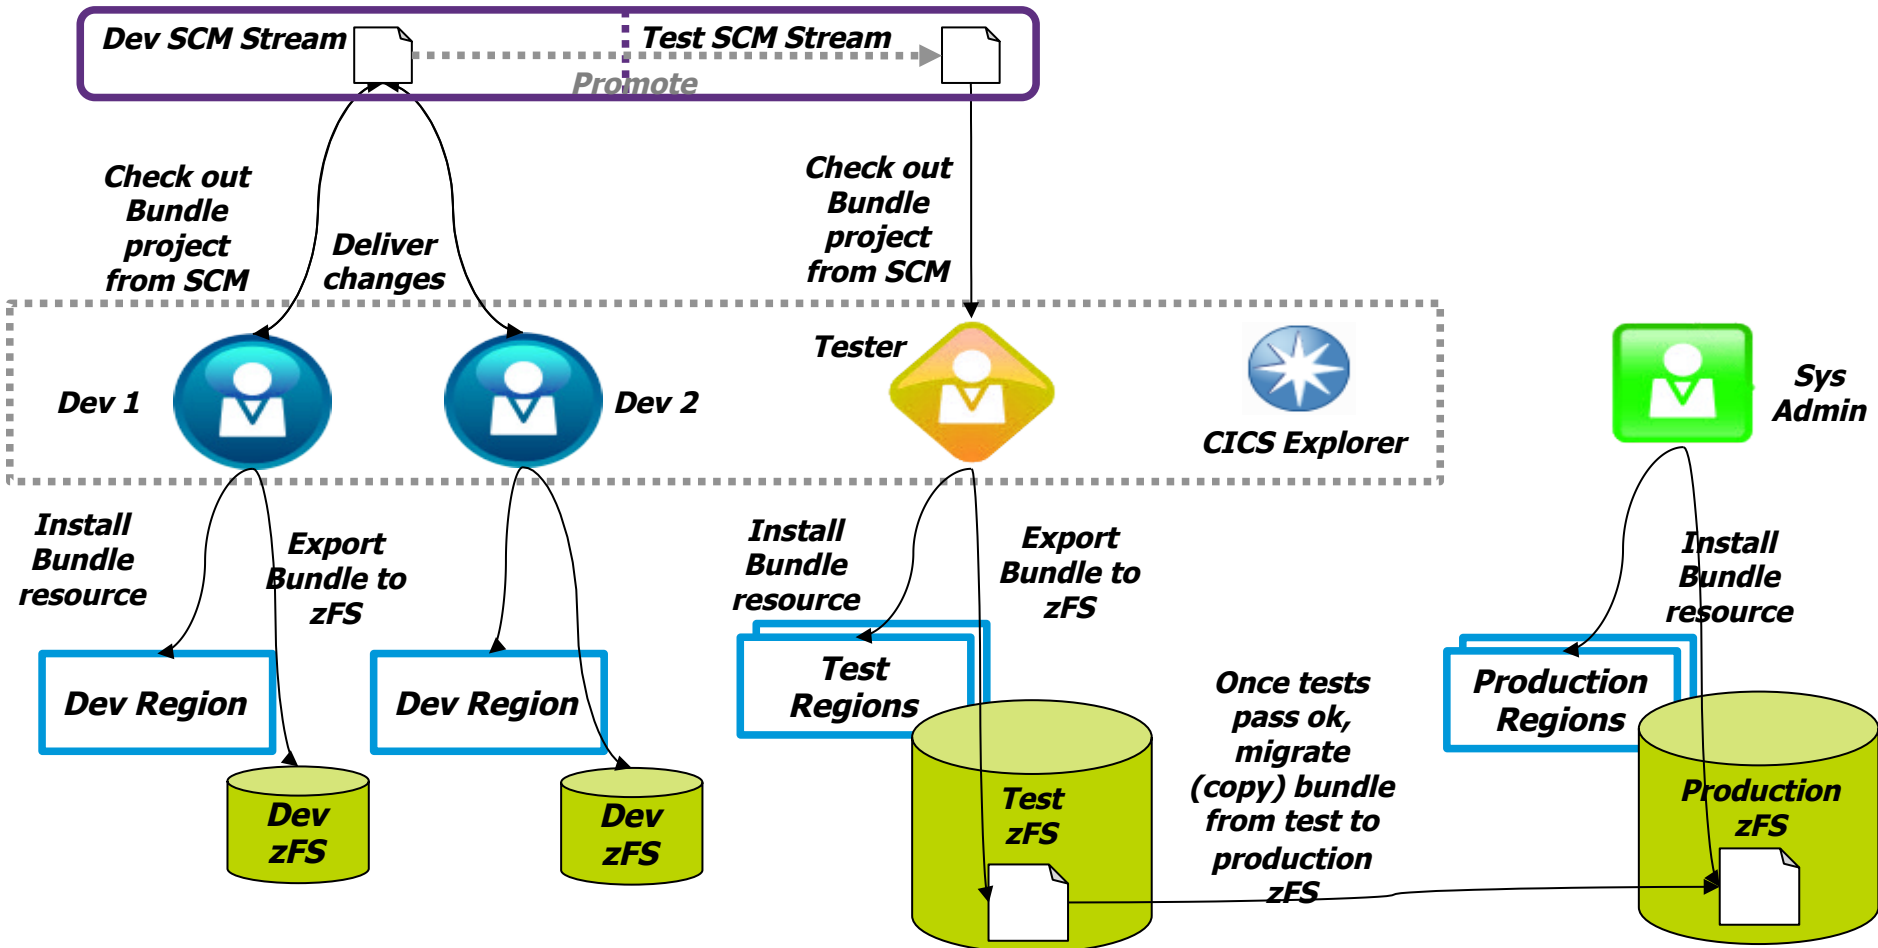 Dev SCM Stream
Test SCM Stream
Promote
Check out
Bundle
project
from SCM
Deliver
changes
Check out
Bundle
project
from SCM
Dev 1
Dev 2
Tester
CICS Explorer
Sys
Admin
Install
Bundle
resource
Export
Bundle to
zFS
Install
Bundle
resource
Export
Bundle to
zFS
Install
Bundle
resource
Dev Region
Dev Region
Test
Regions
Production
Regions
Once tests
pass ok,
migrate
(copy) bundle
from test to
production
zFS
Dev
zFS
Dev
zFS
Test
zFS
Production
zFS